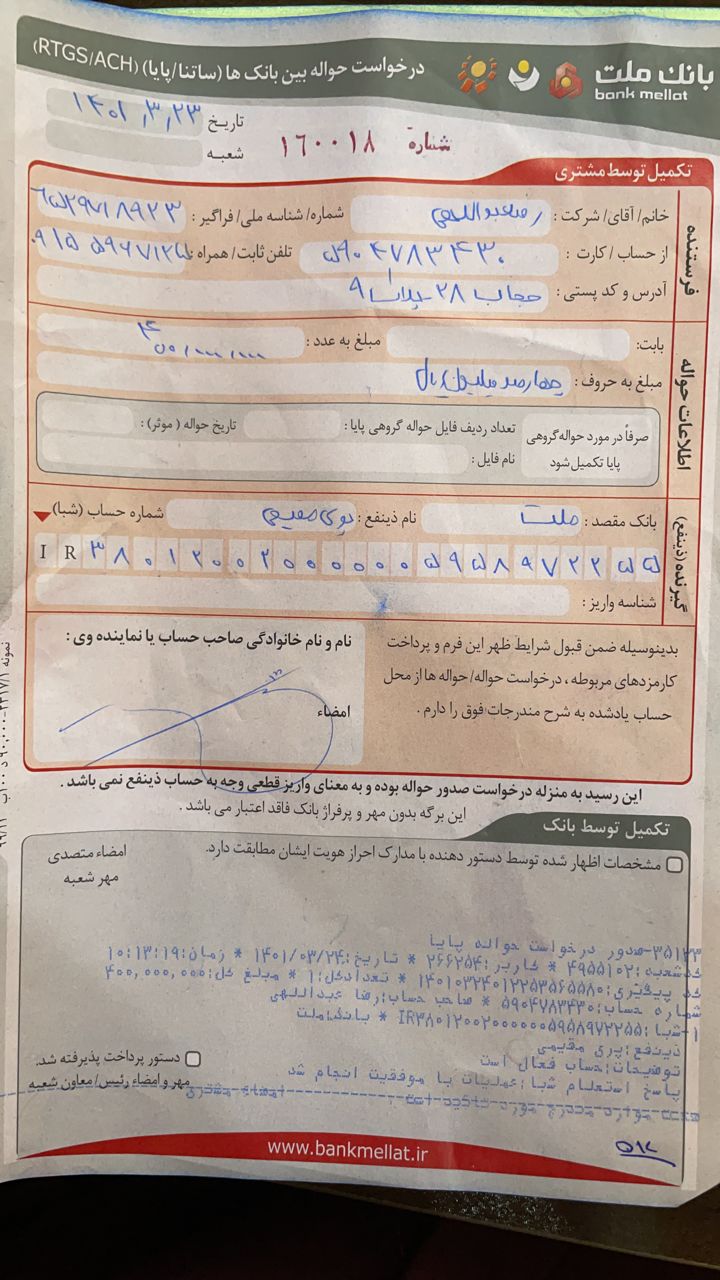 درخواست حواله بین بانک ها (ساتنا/پایا) (RTGS/ACH)
بانک ملت
bank mellat
تاریخ ۱۴۰۱,۳,۲۳
شعبه
شماره ۱۶۰۰۱۸
تکمیل توسط مشتری
فرستنده
خانم/ آقای/ شرکت : رضا عبداللهی شماره/ شناسه ملی/ فراگیر :
از حساب / کارت : ۵۹۰۴۷۸۳۴۳۰ تلفن ثابت/ همراه :
آدرس و کد پستی : حجاب ۲۸
اطلاعات حواله
بابت: مبلغ به عدد : ۴۰۰/۰۰۰/۰۰۰
مبلغ به حروف : چهارصد میلیون ریال
صرفاً در مورد حواله گروهی پایا تکمیل شود
تعداد ردیف فایل حواله گروهی پایا : تاریخ حواله ( موثر) :
نام فایل :
گیرنده (ذینفع)
بانک مقصد : ملت نام ذینفع : پری مقیمی شماره حساب (شبا)
IR ۳۸۰۱۲۰۰۲۰۰۰۰۰۰۵۹۵۸۹۷۲۲۵۵
شناسه واریز :
بدینوسیله ضمن قبول شرایط ظهر این فرم و پرداخت
کارمزدهای مربوطه ، درخواست حواله/ حواله ها از محل
حساب یادشده به شرح مندرجات فوق را دارم .
نام و نام خانوادگی صاحب حساب یا نماینده وی :
امضاء
این رسید به منزله درخواست صدور حواله بوده و به معنای واریز قطعی وجه به حساب ذینفع نمی باشد .
این برگه بدون مهر و پرفراژ بانک فاقد اعتبار می باشد .
تکمیل توسط بانک
مشخصات اظهار شده توسط دستور دهنده با مدارک احراز هویت ایشان مطابقت دارد.
امضاء متصدی
مهر شعبه
۳۵۱۲۳-صدور درخواست حواله پایا
کدشعبه:۴۹۵۵۱۰۲ * کاربر:۲۶۶۲۵۴ * تاریخ:۱۴۰۱/۰۳/۲۴ * زمان:۱۰:۱۳:۱۹
کد پیگیری:۱۴۰۱۰۳۲۴۰۱۲۲۵۳۵۶۵۵۸۰ * تعدادکل:۱ * مبلغ کل:۴۰۰,۰۰۰,۰۰۰
شماره حساب:۵۹۰۴۷۸۳۴۳۰ * صاحب حساب:رضا عبداللهی
۱-شبا:IR۳۸۰۱۲۰۰۲۰۰۰۰۰۰۵۹۵۸۹۷۲۲۵۵ * بانک:ملت
ذینفع:پری مقیمی
توضیحات:حساب فعال است
پاسخ استعلام شبا:عملیات با موفقیت انجام شد
دستور پرداخت پذیرفته شد.
مهر و امضاء رئیس/ معاون شعبه
www.bankmellat.ir